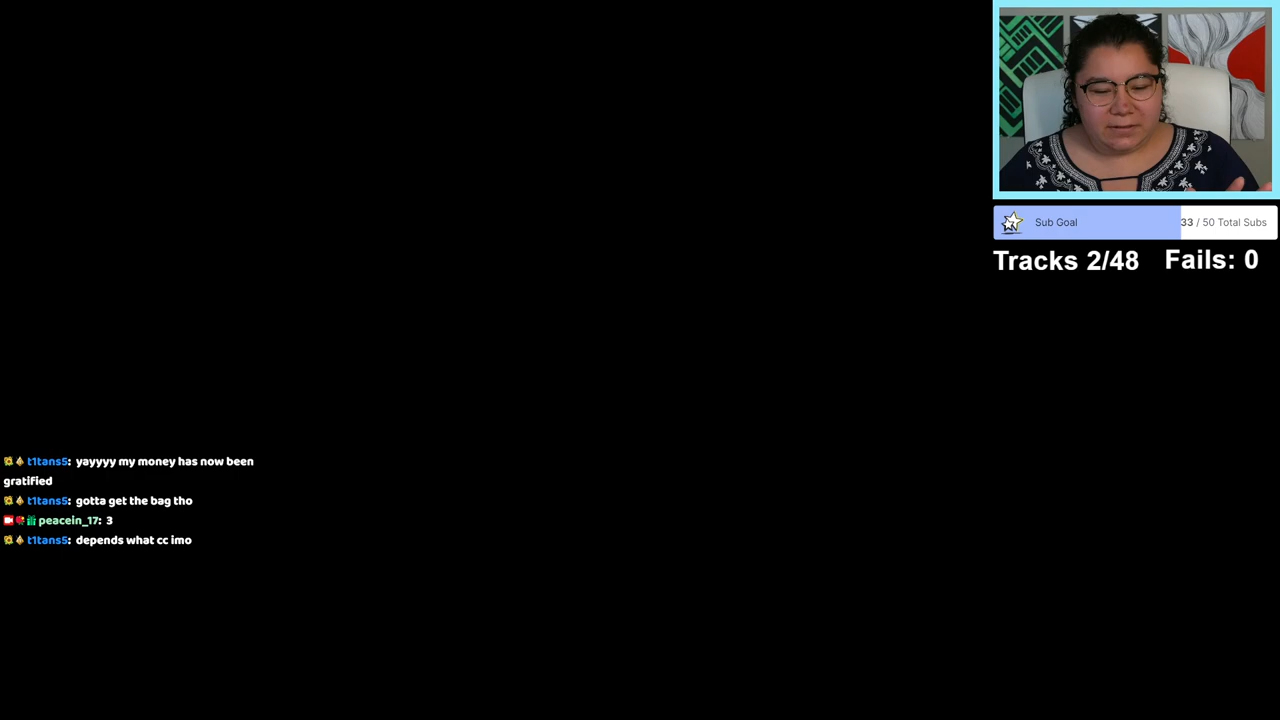 Sub Goal
33 / 50 Total Subs
Tracks 2/48 Fails: 0
t1tans5: yayyyy my money has now been
gratified
t1tans5: gotta get the bag tho
peacein_17: 3
t1tans5: depends what cc imo